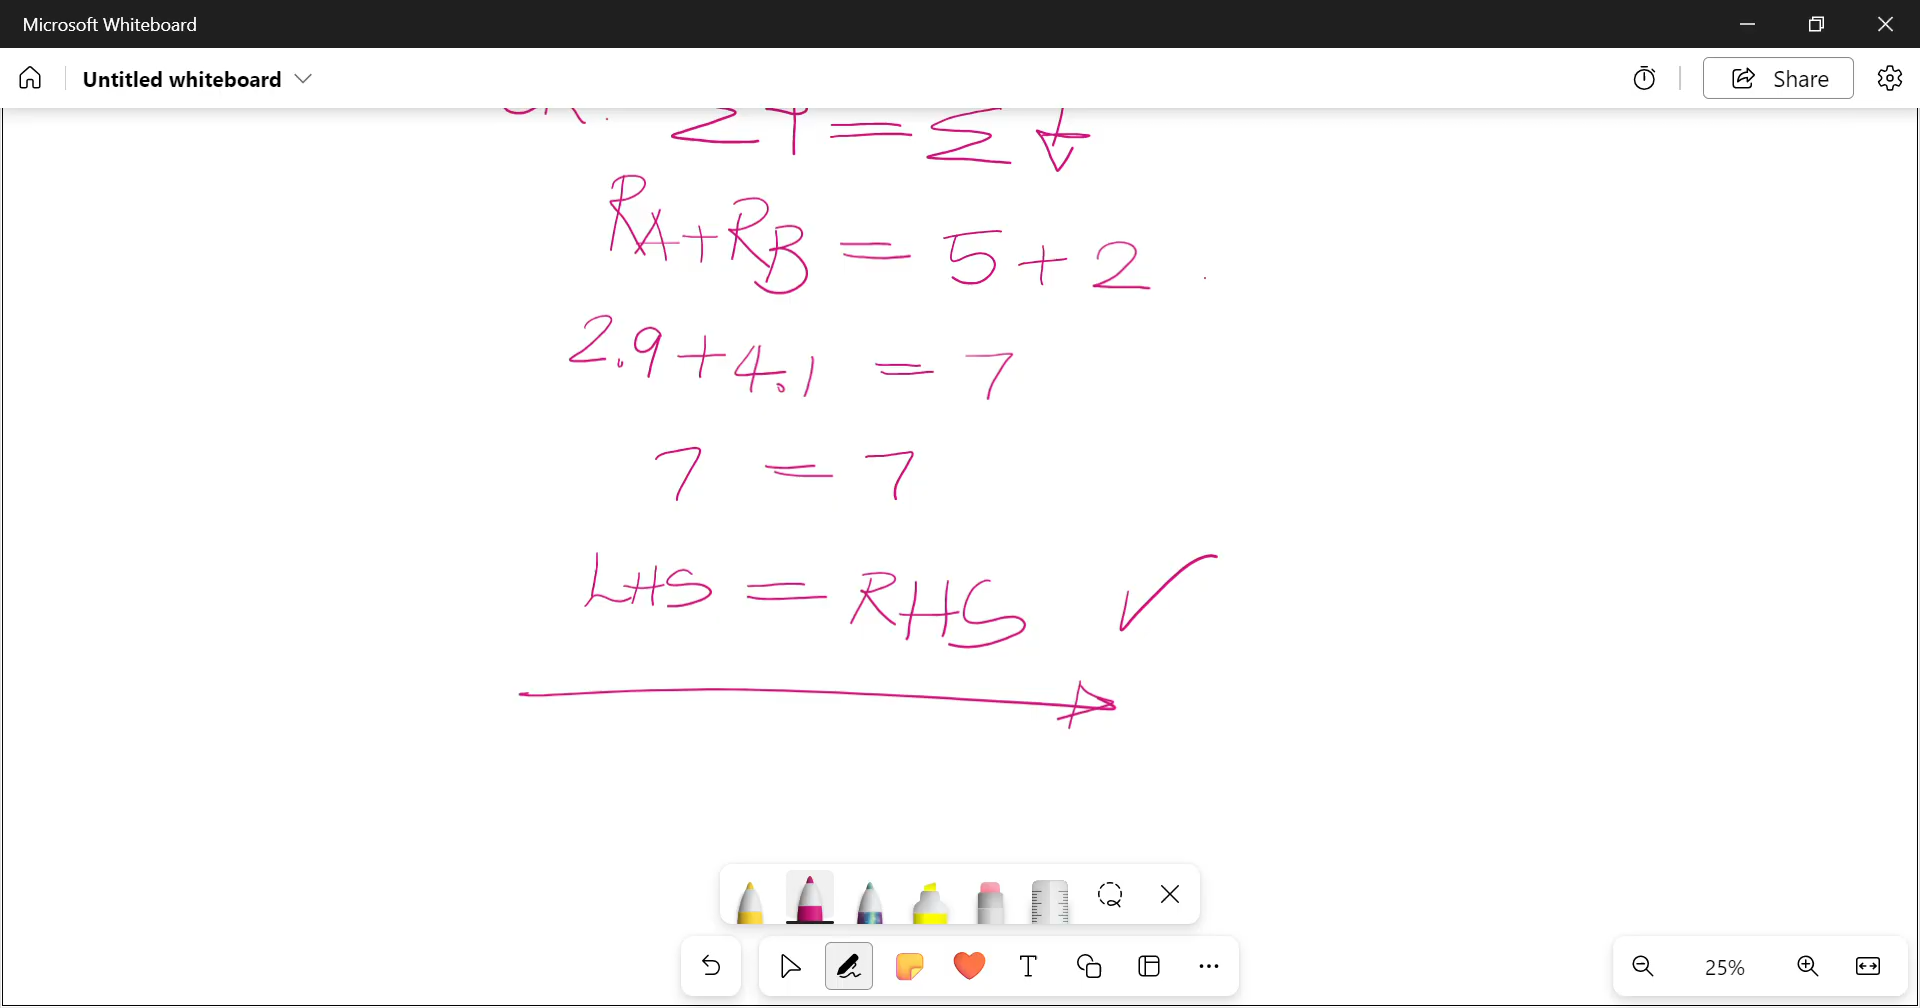 Microsoft Whiteboard
Untitled whiteboard
Share
= Σ ↓
RA+RB = 5+2
2.9+4.1 = 7
7 = 7
LHS = RHS ✓
T
25%